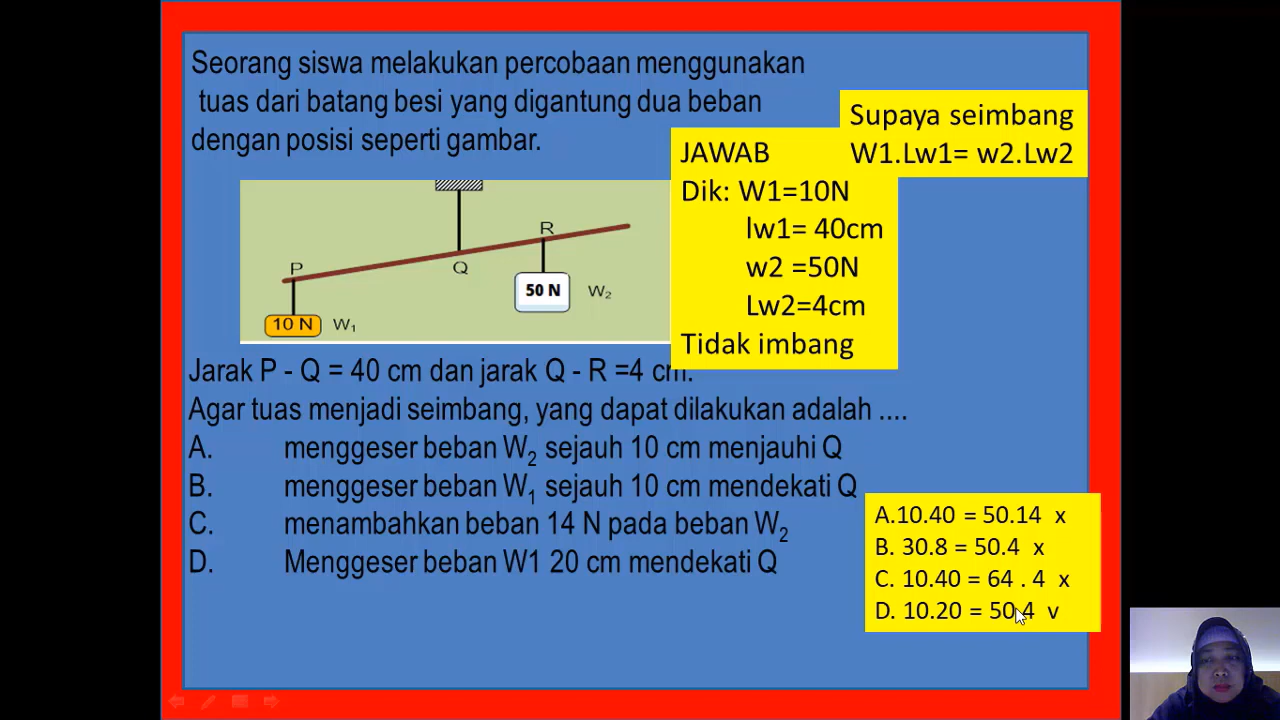 Seorang siswa melakukan percobaan menggunakan
tuas dari batang besi yang digantung dua beban
dengan posisi seperti gambar.
Supaya seimbang
W1.Lw1= w2.Lw2
JAWAB
Dik: W1=10N
lw1= 40cm
w2 =50N
Lw2=4cm
Tidak imbang
P
Q
R
10 N W₁
50 N W₂
Jarak P - Q = 40 cm dan jarak Q - R =4 cm.
Agar tuas menjadi seimbang, yang dapat dilakukan adalah ....
A. menggeser beban W₂ sejauh 10 cm menjauhi Q
B. menggeser beban W₁ sejauh 10 cm mendekati Q
C. menambahkan beban 14 N pada beban W₂
D. Menggeser beban W1 20 cm mendekati Q
A.10.40 = 50.14 x
B. 30.8 = 50.4 x
C. 10.40 = 64 . 4 x
D. 10.20 = 50.4 v